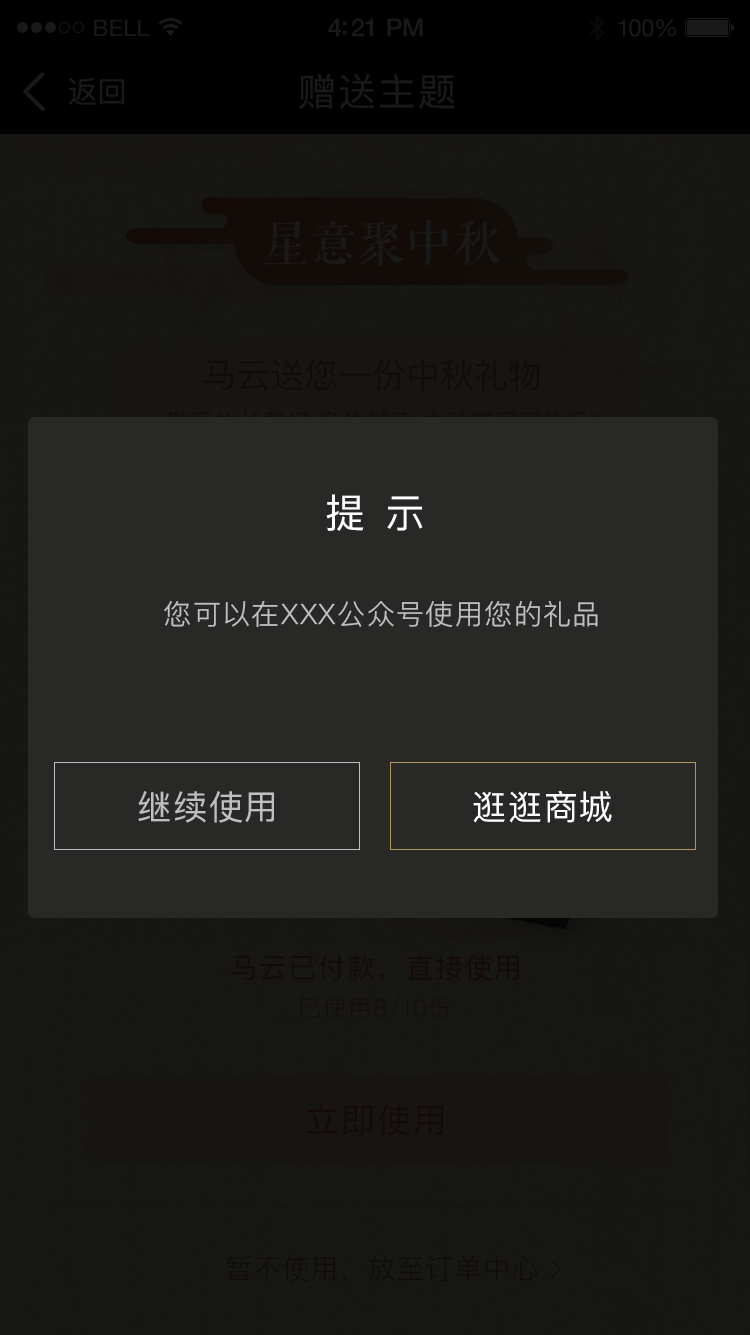 BELL 4:21 PM 100%
返回 赠送主题
星意聚中秋
马云送您一份中秋礼物
提 示
您可以在XXX公众号使用您的礼品
继续使用 逛逛商城
马云已付款，直接使用
已使用8/10份
立即使用
暂不使用，放至订单中心 >